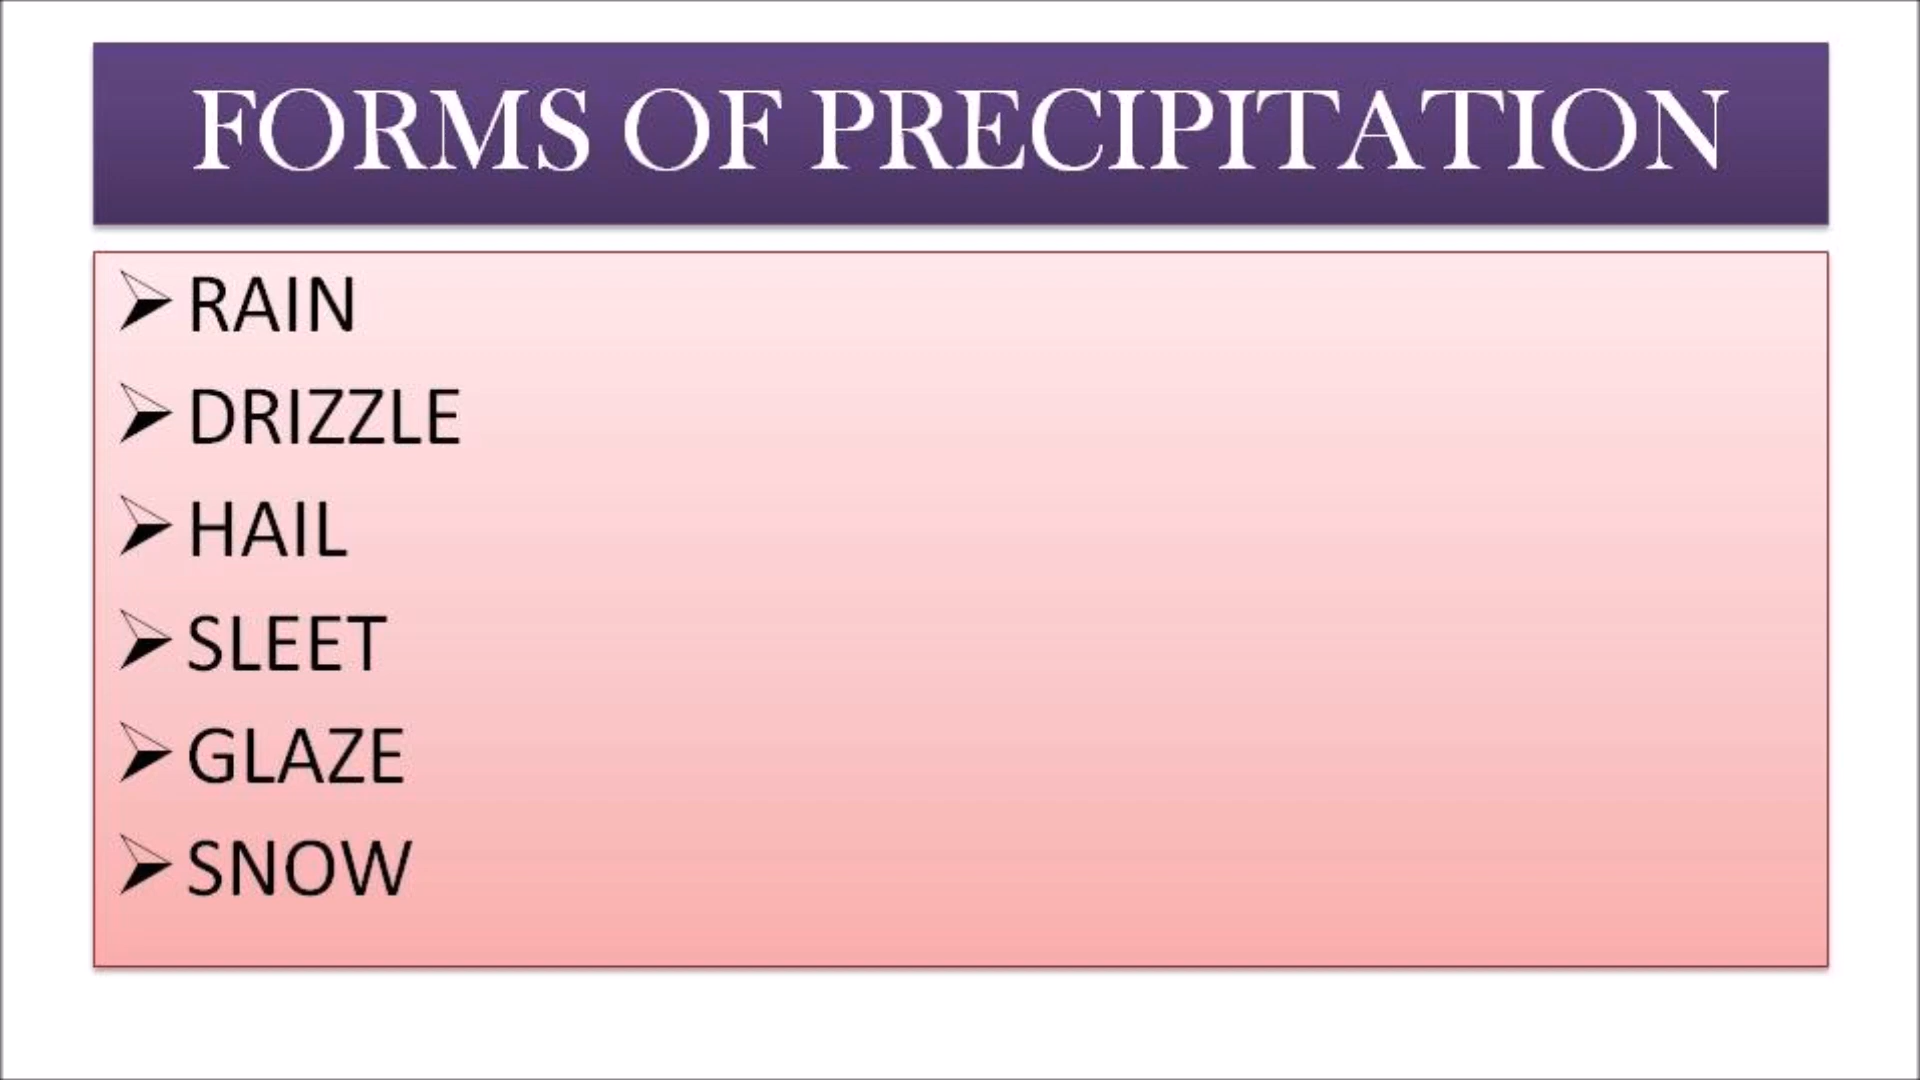 FORMS OF PRECIPITATION
RAIN
DRIZZLE
HAIL
SLEET
GLAZE
SNOW